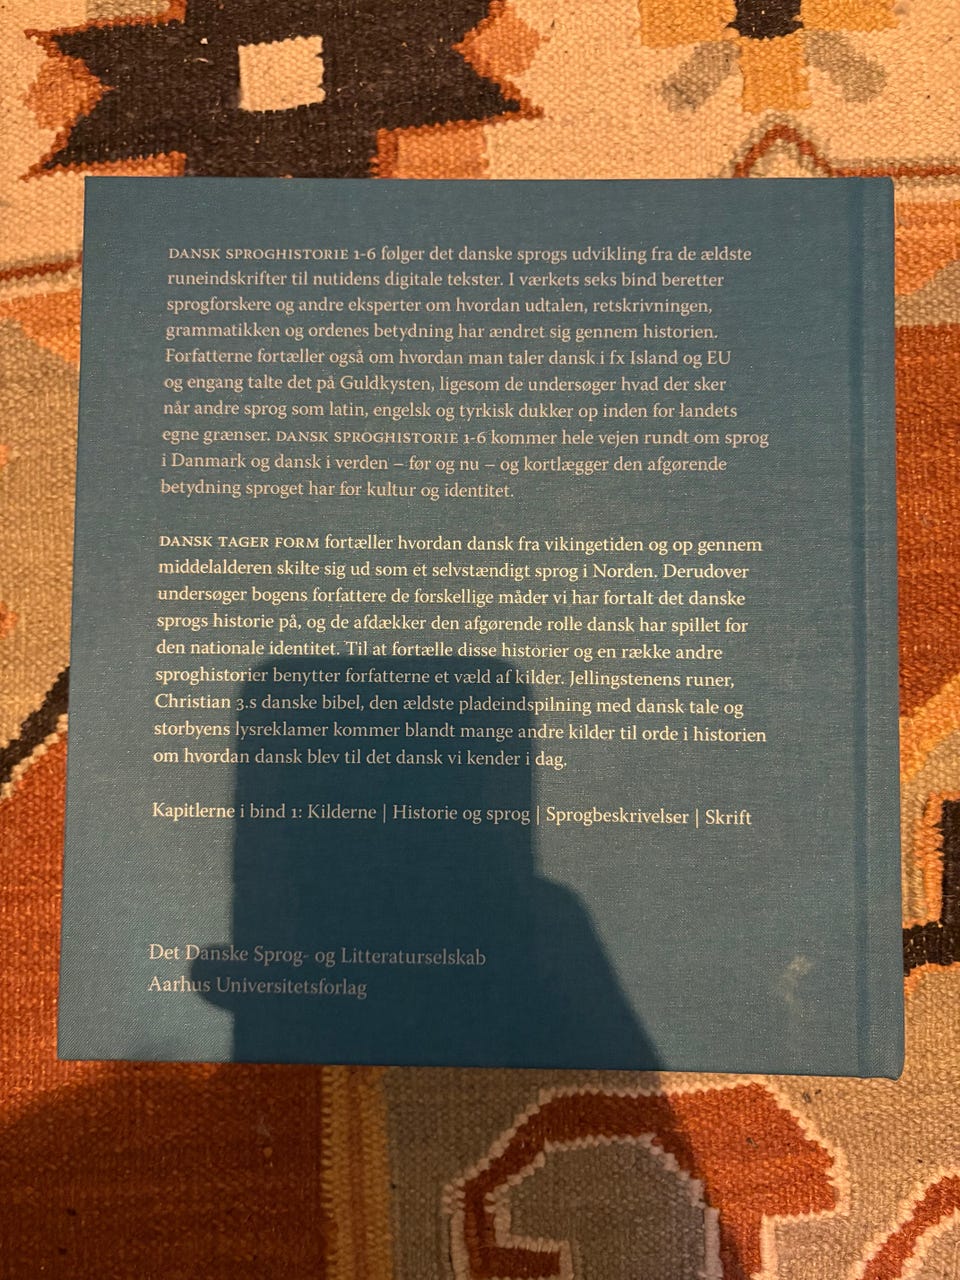 DANSK SPROGHISTORIE 1-6 følger det danske sprogs udvikling fra de ældste
runeindskrifter til nutidens digitale tekster. I værkets seks bind beretter
sprogforskere og andre eksperter om hvordan udtalen, retskrivningen,
grammatikken og ordenes betydning har ændret sig gennem historien.
Forfatterne fortæller også om hvordan man taler dansk i fx Island og EU
og engang talte det på Guldkysten, ligesom de undersøger hvad der sker
når andre sprog som latin, engelsk og tyrkisk dukker op inden for landets
egne grænser. DANSK SPROGHISTORIE 1-6 kommer hele vejen rundt om sprog
i Danmark og dansk i verden – før og nu – og kortlægger den afgørende
betydning sproget har for kultur og identitet.
DANSK TAGER FORM fortæller hvordan dansk fra vikingetiden og op gennem
middelalderen skilte sig ud som et selvstændigt sprog i Norden. Derudover
undersøger bogens forfattere de forskellige måder vi har fortalt det danske
sprogs historie på, og de afdækker den afgørende rolle dansk har spillet for
den nationale identitet. Til at fortælle disse historier og en række andre
sproghistorier benytter forfatterne et væld af kilder. Jellingstenens runer,
Christian 3.s danske bibel, den ældste pladeindspilning med dansk tale og
storbyens lysreklamer kommer blandt mange andre kilder til orde i historien
om hvordan dansk blev til det dansk vi kender i dag.
Kapitlerne i bind 1: Kilderne | Historie og sprog | Sprogbeskrivelser | Skrift
Det Danske Sprog- og Litteraturselskab
Aarhus Universitetsforlag